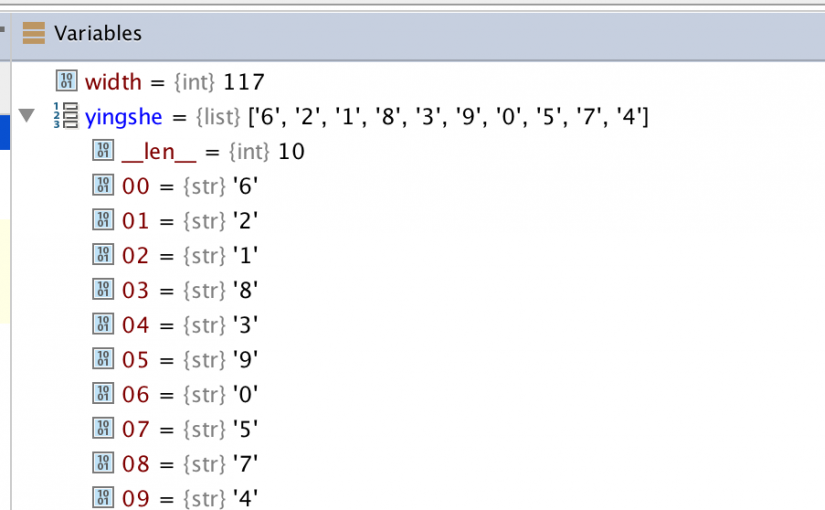 Variables
width = {int} 117
yingshe = {list} ['6', '2', '1', '8', '3', '9', '0', '5', '7', '4']
__len__ = {int} 10
00 = {str} '6'
01 = {str} '2'
02 = {str} '1'
03 = {str} '8'
04 = {str} '3'
05 = {str} '9'
06 = {str} '0'
07 = {str} '5'
08 = {str} '7'
09 = {str} '4'